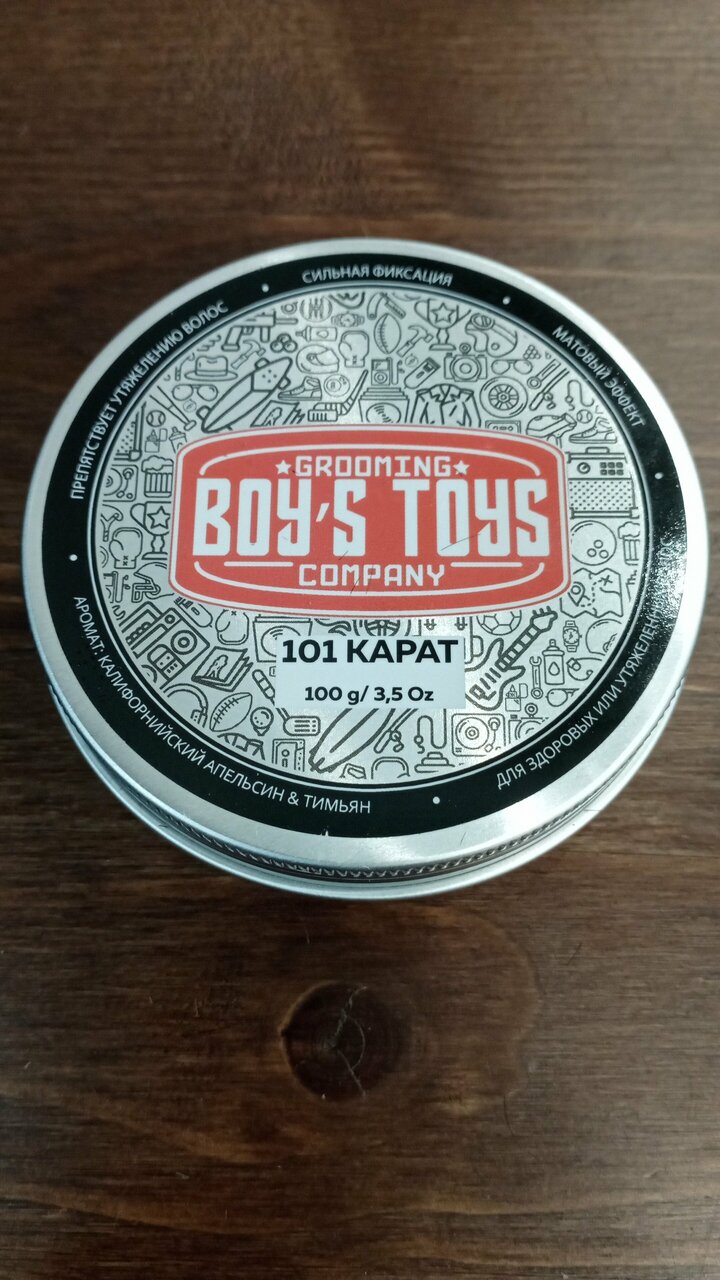 СИЛЬНАЯ ФИКСАЦИЯ
МАТОВЫЙ ЭФФЕКТ
ПРЕПЯТСТВУЕТ УТЯЖЕЛЕНИЮ ВОЛОС
GROOMING
BOY'S TOYS
COMPANY
101 КАРАТ
100 g/ 3,5 Oz
АРОМАТ: КАЛИФОРНИЙСКИЙ АПЕЛЬСИН & ТИМЬЯН
ДЛЯ ЗДОРОВЫХ ИЛИ